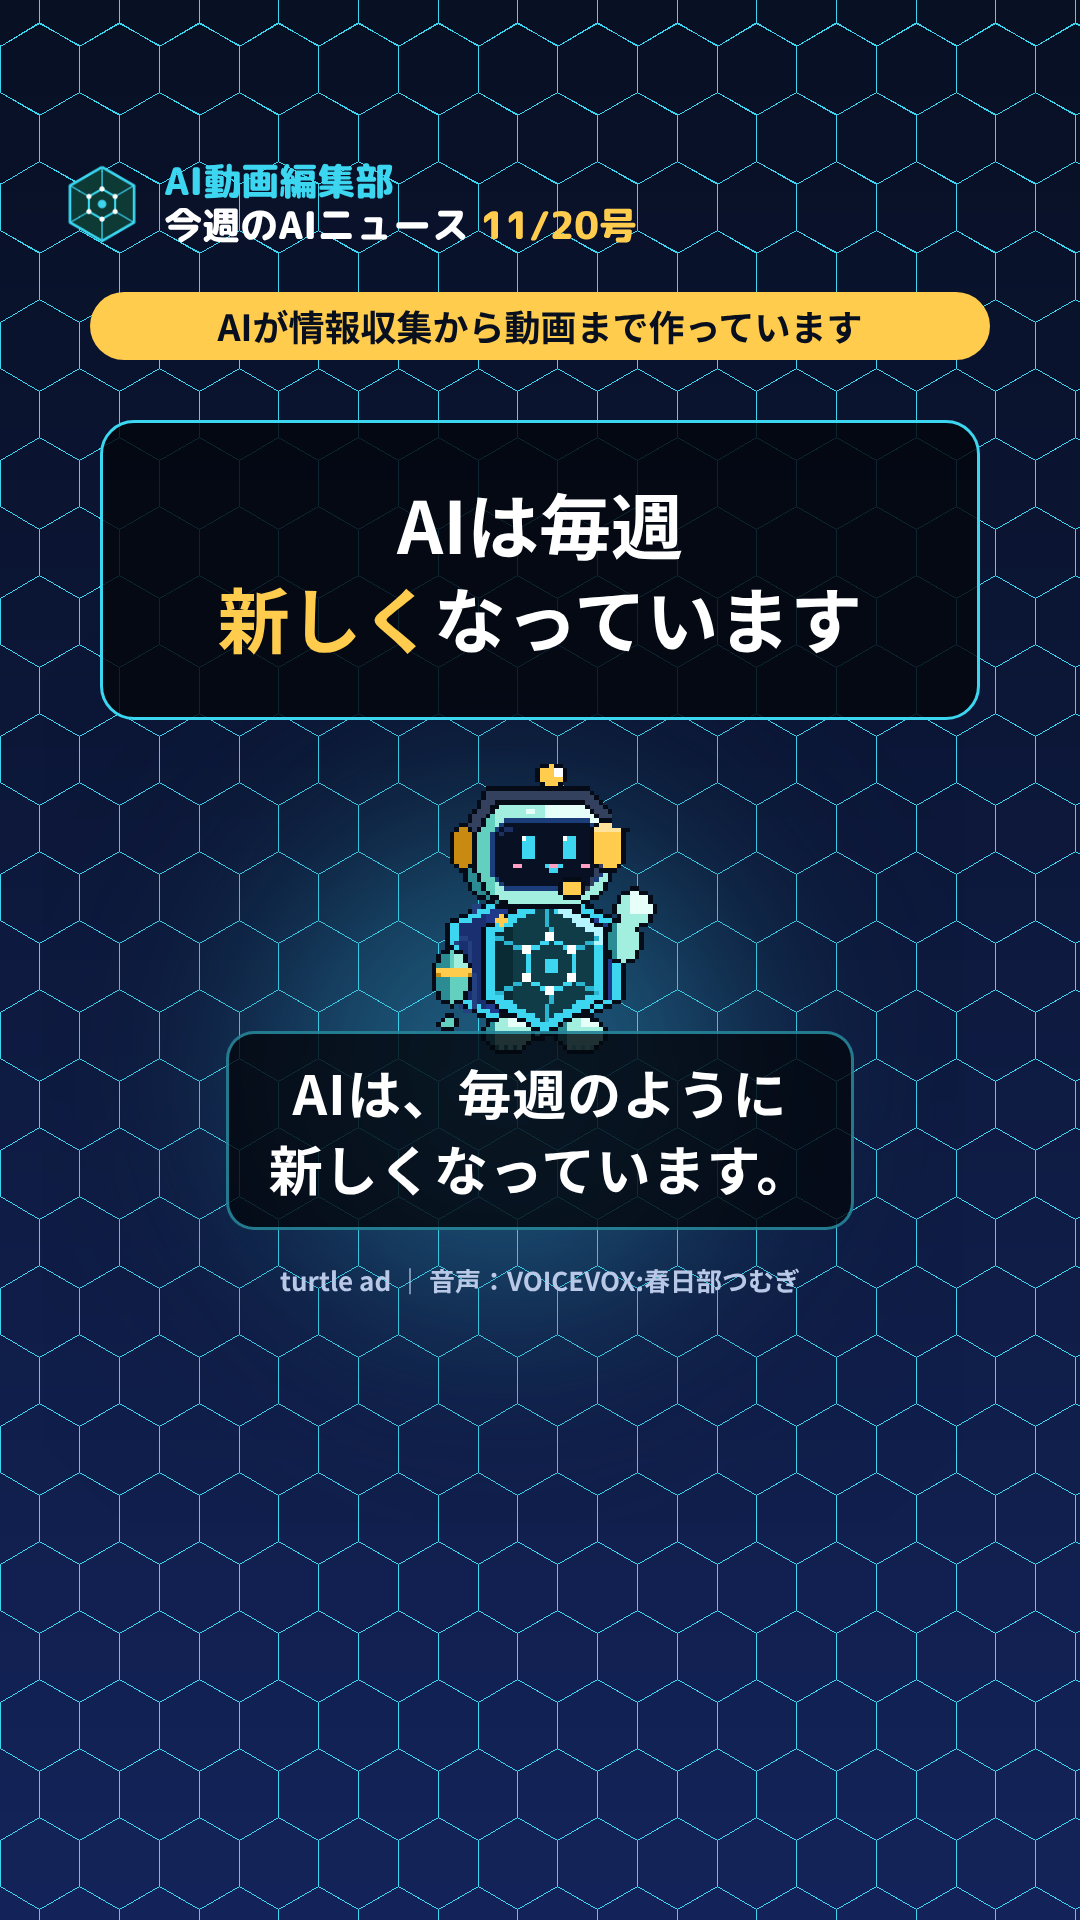 AI動画編集部
今週のAIニュース 11/20号
AIが情報収集から動画まで作っています
AIは毎週
新しくなっています
AIは、毎週のように
新しくなっています。
turtle ad ｜ 音声：VOICEVOX:春日部つむぎ